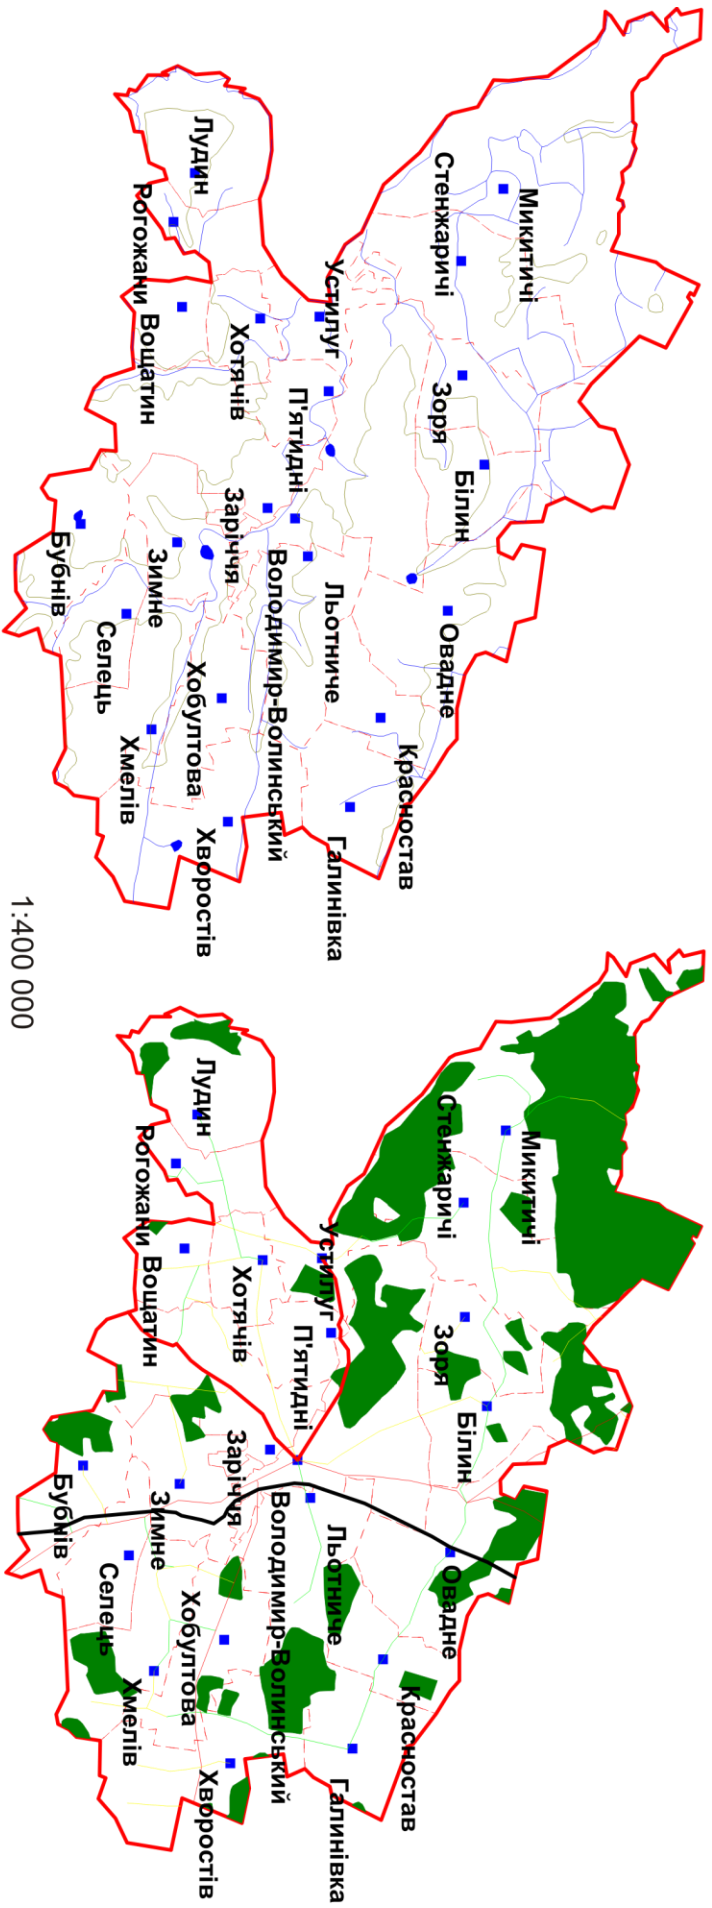 Микитичі
Стенжаричі
Лудин
Рогожани
Вощатин
Устилуг
Хотячів
П'ятидні
Зоря
Білин
Заріччя
Володимир-Волинський
Льотниче
Овадне
Бубнів
Зимне
Селець
Хобултова
Хмелів
Хворостів
Красностав
Галинівка
1:400 000
Микитичі
Стенжаричі
Лудин
Рогожани
Вощатин
Устилуг
Хотячів
П'ятидні
Зоря
Білин
Заріччя
Володимир-Волинський
Льотниче
Овадне
Бубнів
Зимне
Селець
Хобултова
Хмелів
Хворостів
Красностав
Галинівка